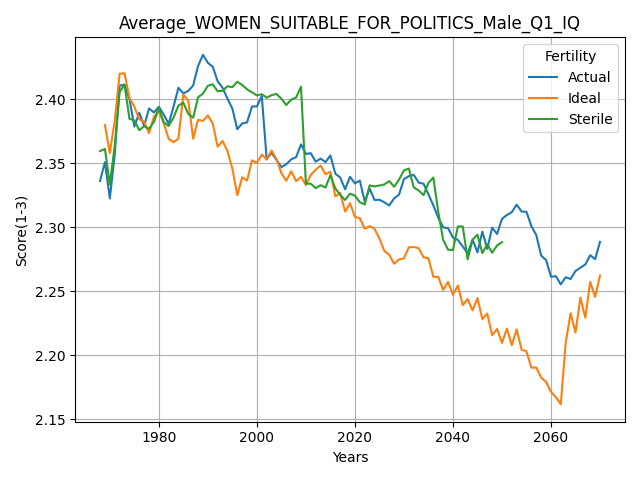 Average_WOMEN_SUITABLE_FOR_POLITICS_Male_Q1_IQ
Fertility
Actual
Ideal
Sterile
Score(1-3)
2.40
2.35
2.30
2.25
2.20
2.15
1980
2000
2020
2040
2060
Years